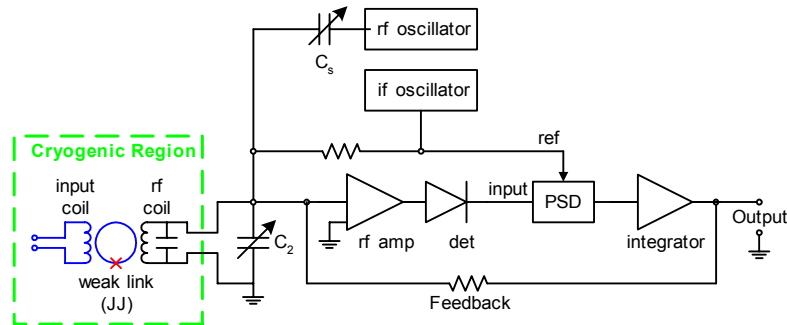 rf oscillator
Cs
if oscillator
ref
Cryogenic Region
input
coil
rf
coil
input
PSD
Output
C2
rf amp
det
integrator
weak link
(JJ)
Feedback